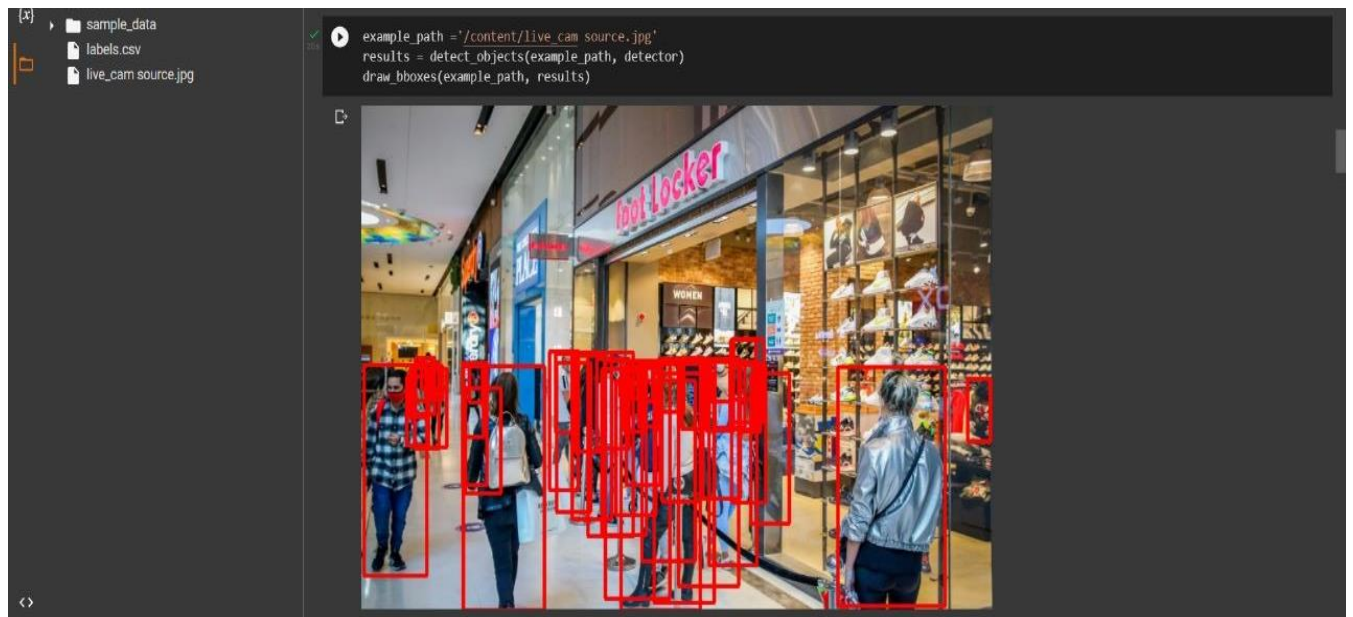 {x}
sample_data
labels.csv
live_cam source.jpg
<>
example_path ='/content/live_cam source.jpg'
results = detect_objects(example_path, detector)
draw_bboxes(example_path, results)
foot Locker
WOMEN